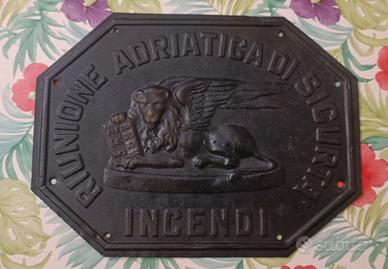 RIUNIONE ADRIATICA DI SICURTÀ
INCENDI
subito